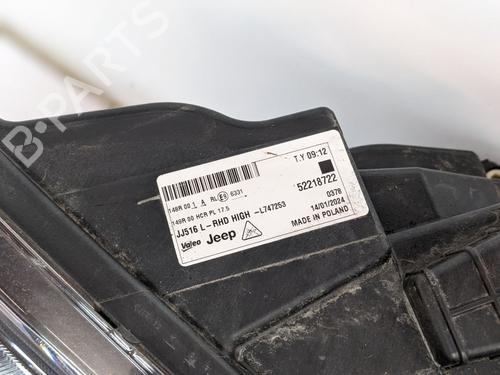 B-PARTS
T.Y 09:12
148R 00 1 A RL E9 6331
149R 00 HCR PL 17.5
52218722
JJ516 L-RHD HIGH -L747253
0378
14/01/2024
Valeo Jeep
MADE IN POLAND